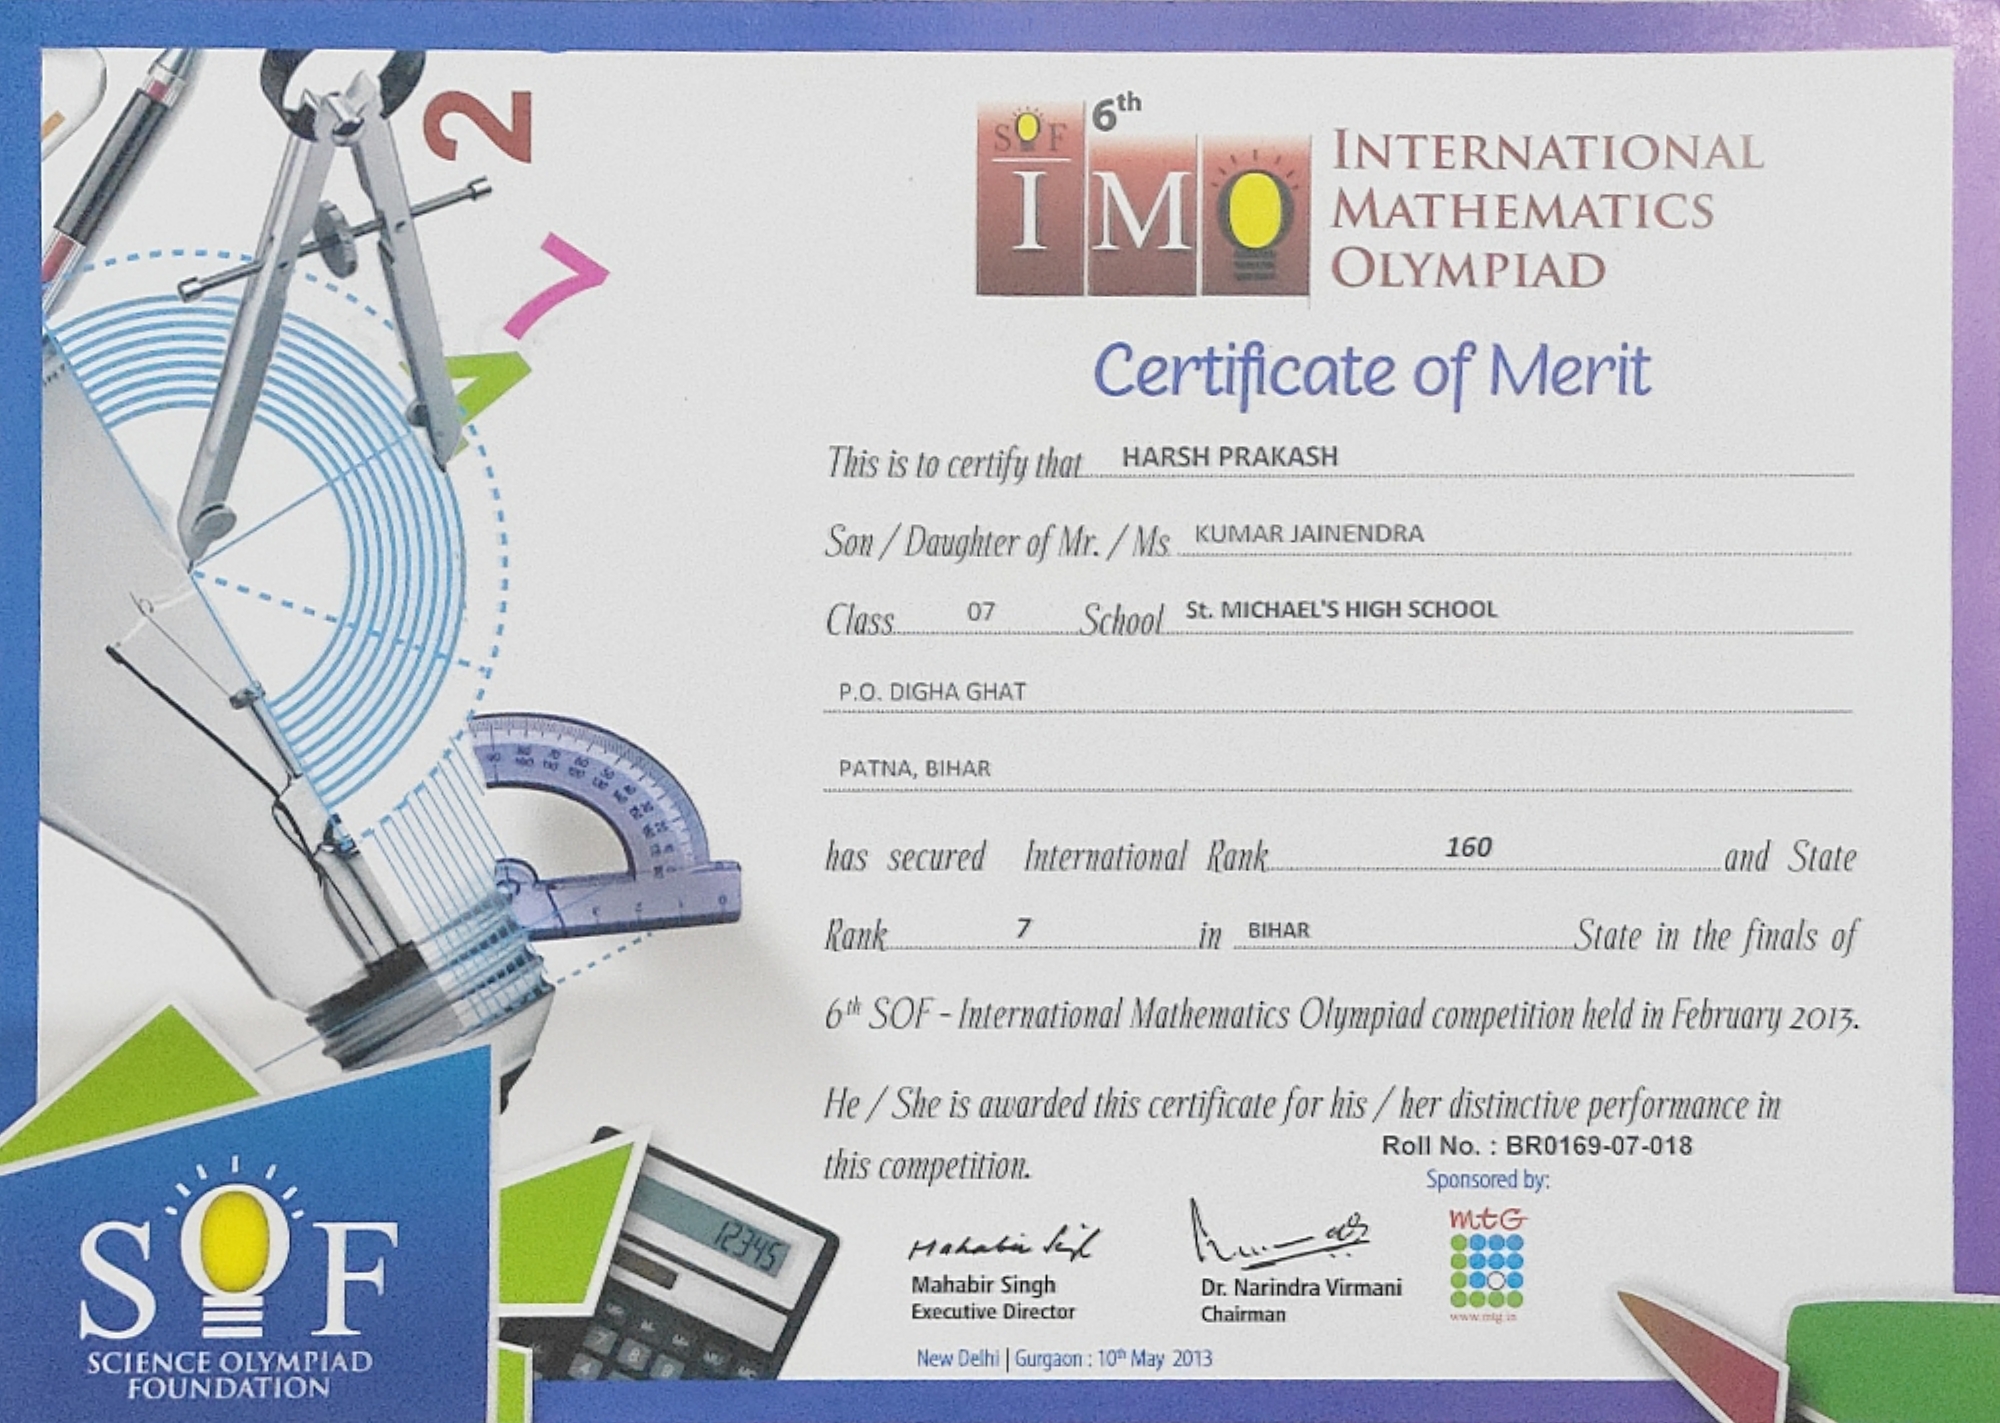 2
7
SOF
6th
IMO
INTERNATIONAL
MATHEMATICS
OLYMPIAD
Certificate of Merit
This is to certify that HARSH PRAKASH
Son / Daughter of Mr. / Ms KUMAR JAINENDRA
Class 07 School St. MICHAEL'S HIGH SCHOOL
P.O. DIGHA GHAT
PATNA, BIHAR
has secured International Rank 160 and State
Rank 7 in BIHAR State in the finals of
6th SOF - International Mathematics Olympiad competition held in February 2013.
He / She is awarded this certificate for his / her distinctive performance in
this competition.
Roll No. : BR0169-07-018
Sponsored by:
mtG
www.mtg.in
Mahabir Singh
Mahabir Singh
Executive Director
Dr. Narindra Virmani
Chairman
New Delhi | Gurgaon : 10th May 2013
12345
SOF
SCIENCE OLYMPIAD
FOUNDATION